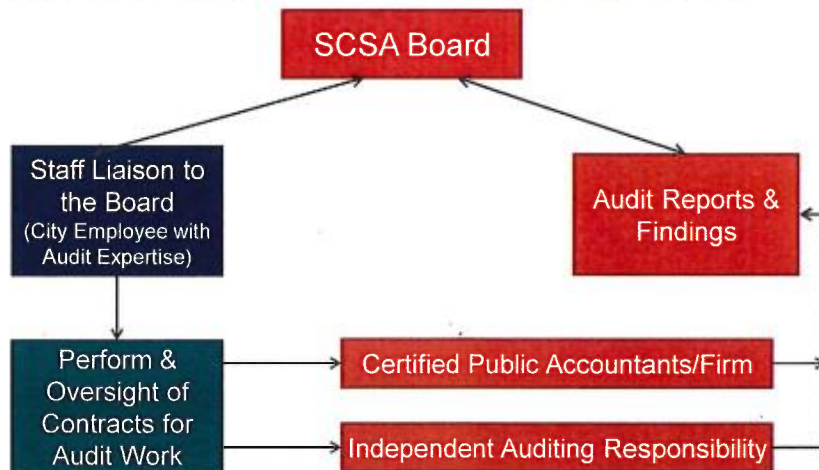 SCSA Board
Staff Liaison to
the Board
(City Employee with
Audit Expertise)
Audit Reports &
Findings
Perform &
Oversight of
Contracts for
Audit Work
Certified Public Accountants/Firm
Independent Auditing Responsibility